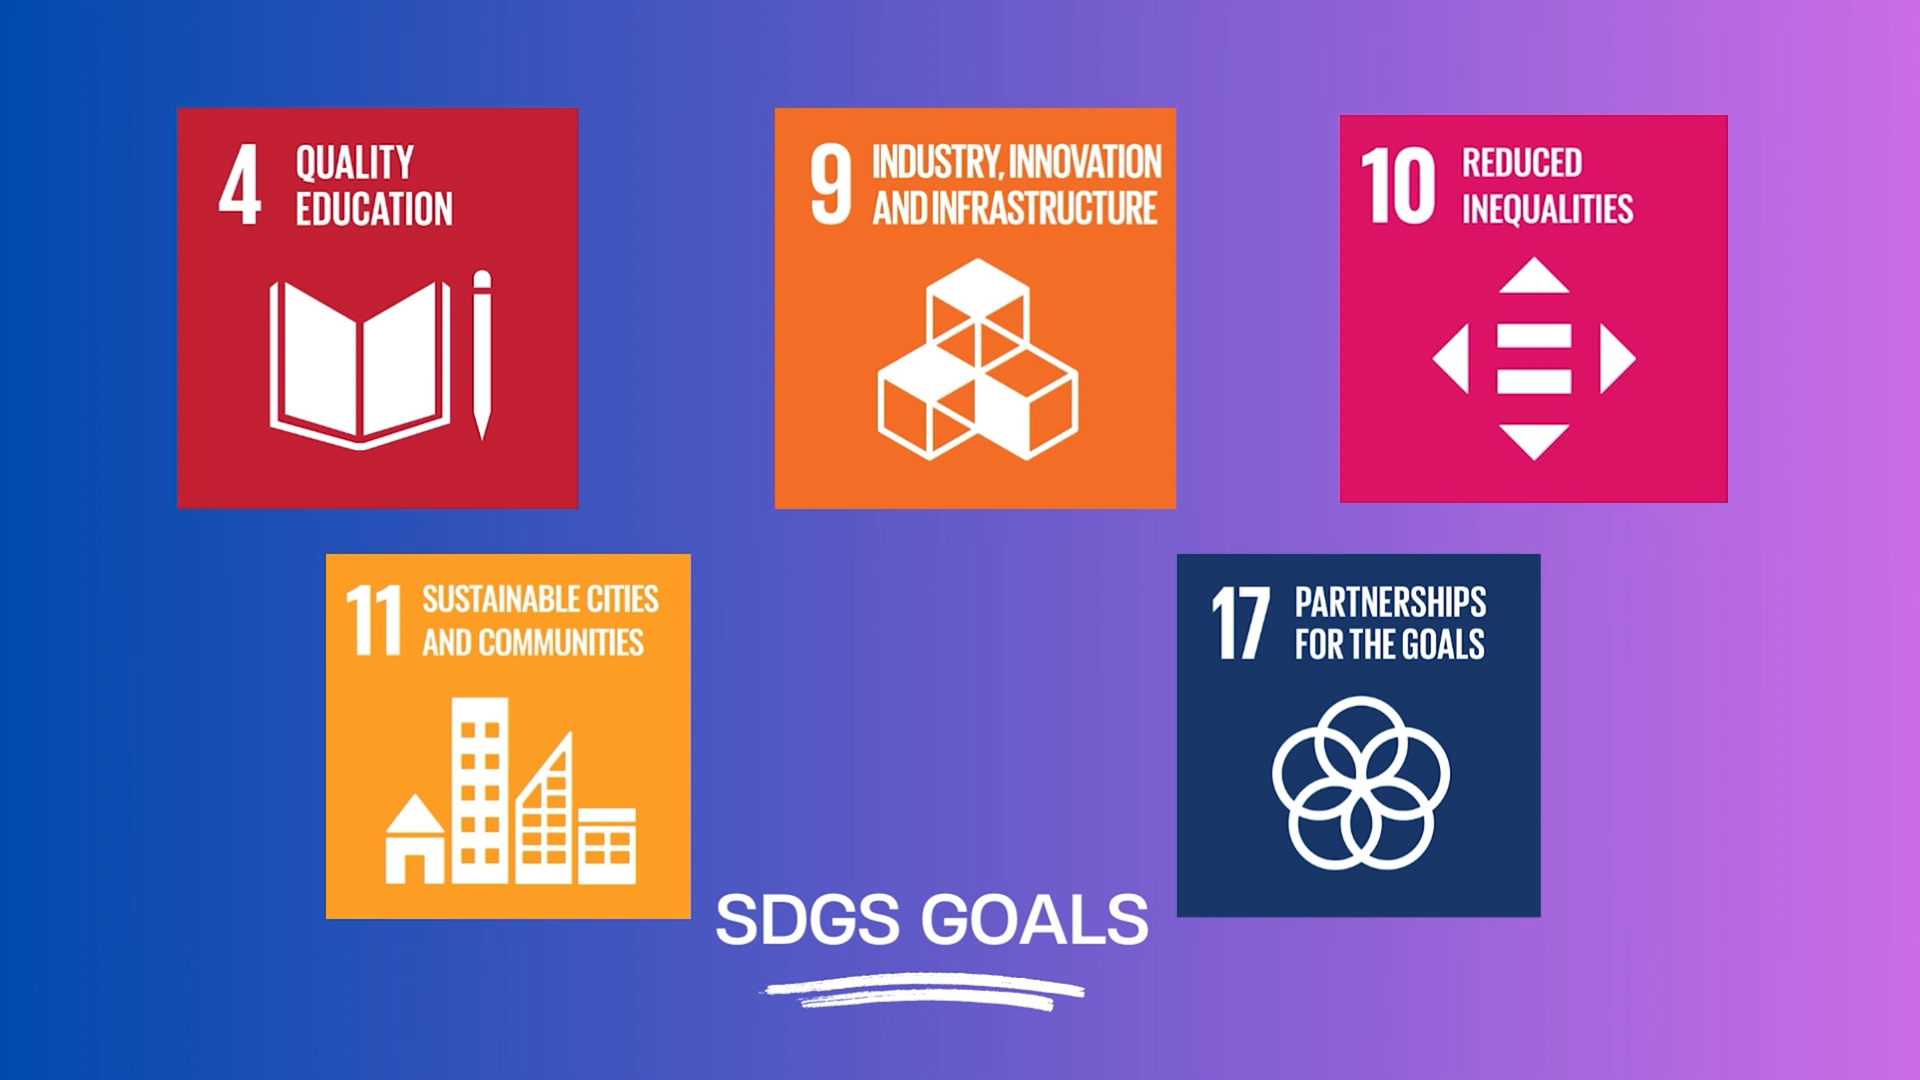 4 QUALITY
EDUCATION
9 INDUSTRY, INNOVATION
AND INFRASTRUCTURE
10 REDUCED
INEQUALITIES
11 SUSTAINABLE CITIES
AND COMMUNITIES
17 PARTNERSHIPS
FOR THE GOALS
SDGS GOALS